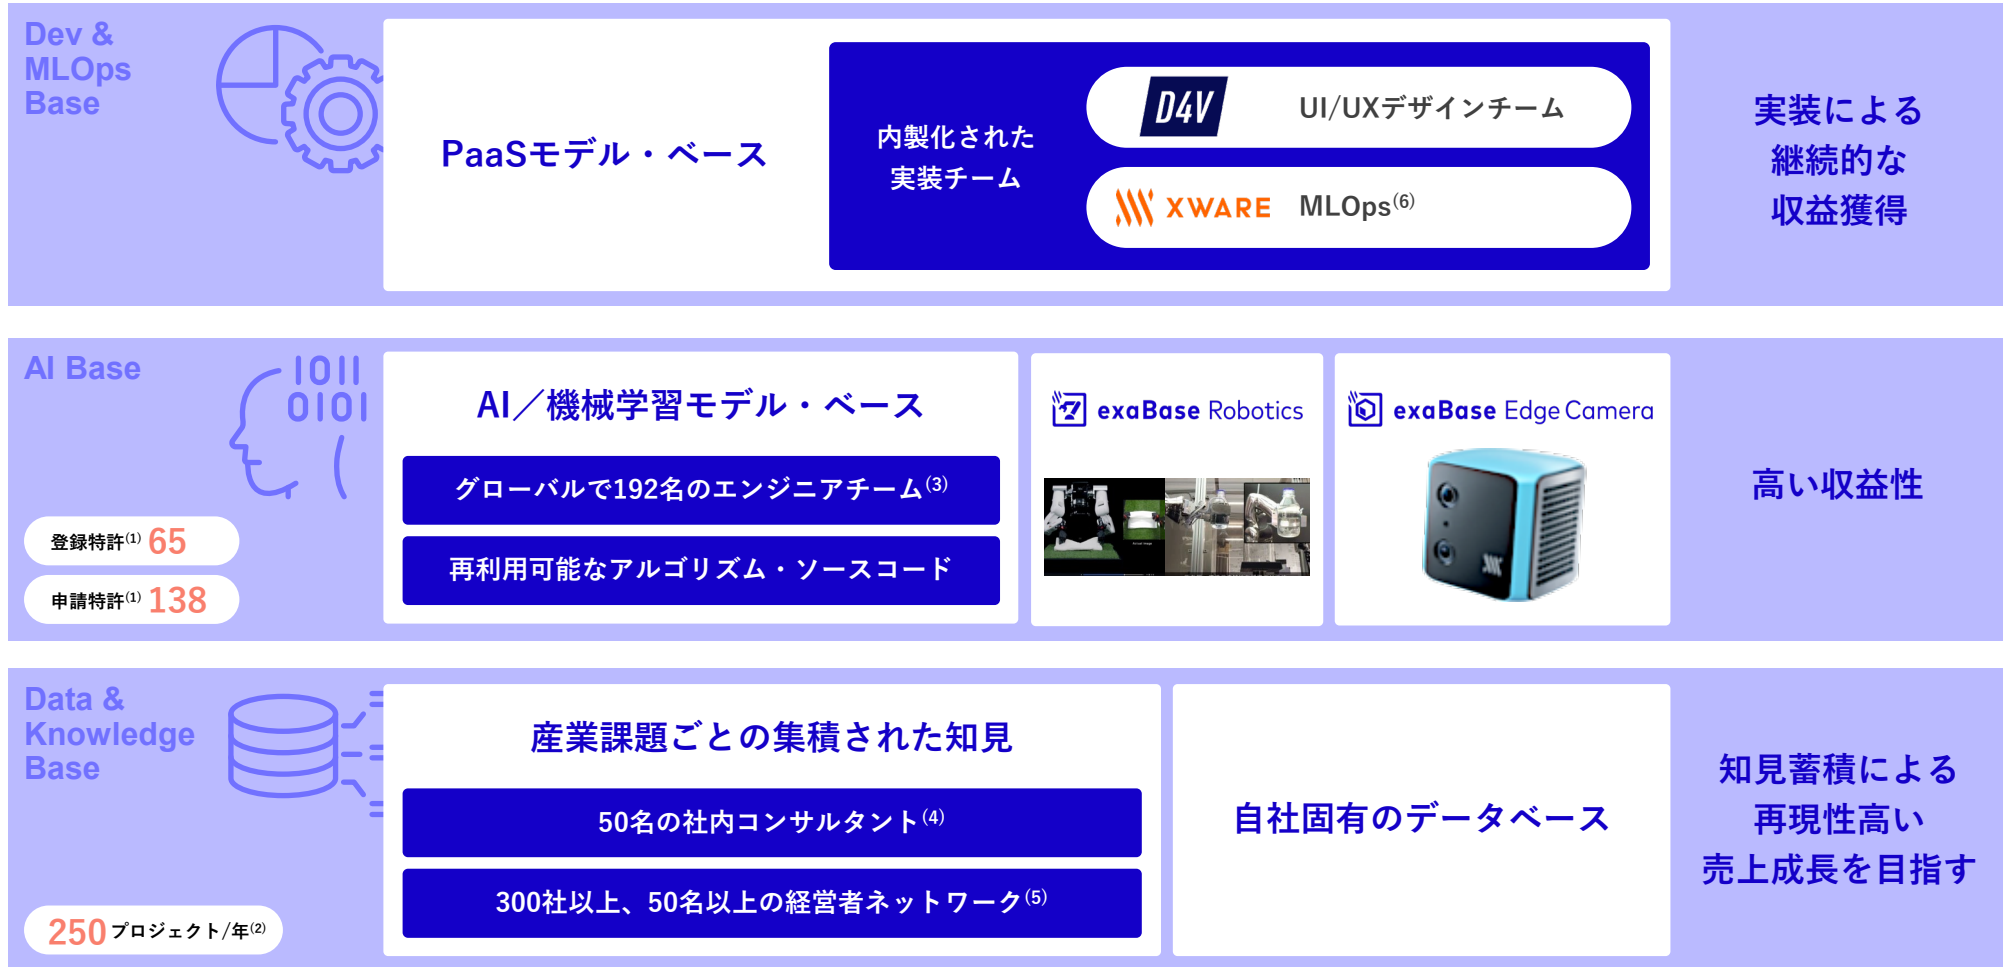 Dev &
MLOps
Base
PaaSモデル・ベース
内製化された
実装チーム
D4V
UI/UXデザインチーム
XWARE
MLOps(6)
実装による
継続的な
収益獲得
AI Base
1011
0101
登録特許(1) 65
申請特許(1) 138
AI／機械学習モデル・ベース
グローバルで192名のエンジニアチーム(3)
再利用可能なアルゴリズム・ソースコード
exaBase Robotics
exaBase Edge Camera
高い収益性
Data &
Knowledge
Base
250プロジェクト/年(2)
産業課題ごとの集積された知見
50名の社内コンサルタント(4)
300社以上、50名以上の経営者ネットワーク(5)
自社固有のデータベース
知見蓄積による
再現性高い
売上成長を目指す